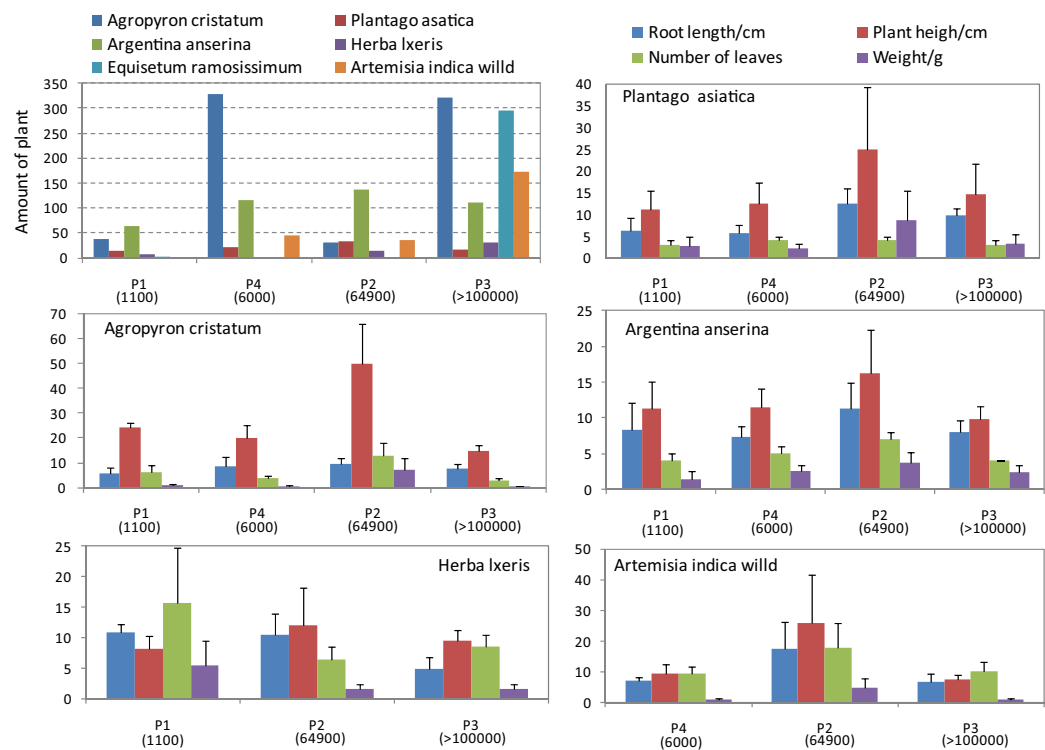 Agropyron cristatum
Plantago asatica
Argentina anserina
Herba lxeris
Equisetum ramosissimum
Artemisia indica willd
Amount of plant
350
300
250
200
150
100
50
0
P1
(1100)
P4
(6000)
P2
(64900)
P3
(>100000)
Root length/cm
Plant heigh/cm
Number of leaves
Weight/g
Plantago asiatica
40
35
30
25
20
15
10
5
0
P1
(1100)
P4
(6000)
P2
(64900)
P3
(>100000)
Agropyron cristatum
70
60
50
40
30
20
10
0
P1
(1100)
P4
(6000)
P2
(64900)
P3
(>100000)
Argentina anserina
25
20
15
10
5
0
P1
(1100)
P4
(6000)
P2
(64900)
P3
(>100000)
Herba lxeris
25
20
15
10
5
0
P1
(1100)
P2
(64900)
P3
(>100000)
Artemisia indica willd
50
40
30
20
10
0
P4
(6000)
P2
(64900)
P3
(>100000)